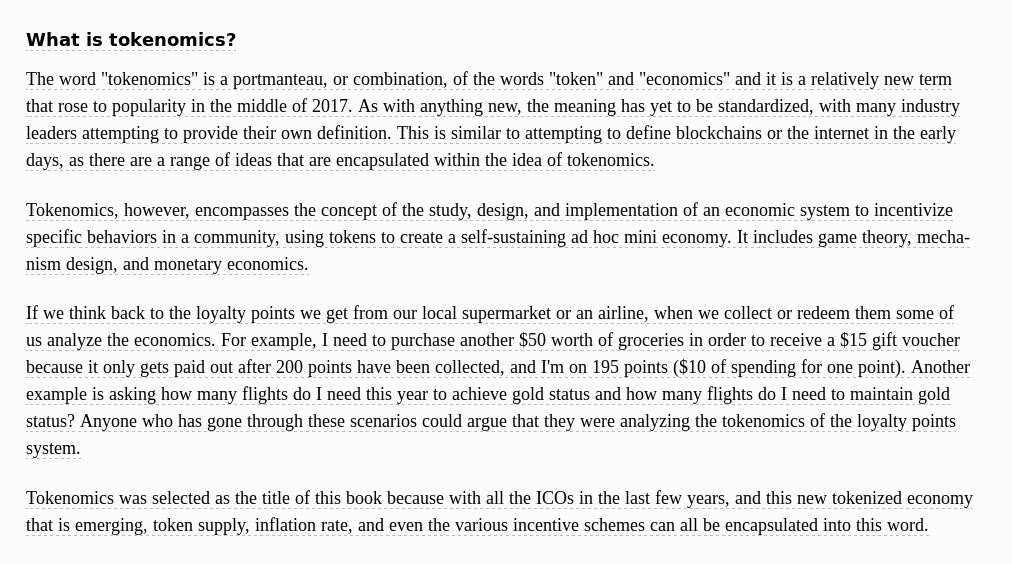 What is tokenomics?
The word "tokenomics" is a portmanteau, or combination, of the words "token" and "economics" and it is a relatively new term
that rose to popularity in the middle of 2017. As with anything new, the meaning has yet to be standardized, with many industry
leaders attempting to provide their own definition. This is similar to attempting to define blockchains or the internet in the early
days, as there are a range of ideas that are encapsulated within the idea of tokenomics.
Tokenomics, however, encompasses the concept of the study, design, and implementation of an economic system to incentivize
specific behaviors in a community, using tokens to create a self-sustaining ad hoc mini economy. It includes game theory, mecha-
nism design, and monetary economics.
If we think back to the loyalty points we get from our local supermarket or an airline, when we collect or redeem them some of
us analyze the economics. For example, I need to purchase another $50 worth of groceries in order to receive a $15 gift voucher
because it only gets paid out after 200 points have been collected, and I'm on 195 points ($10 of spending for one point). Another
example is asking how many flights do I need this year to achieve gold status and how many flights do I need to maintain gold
status? Anyone who has gone through these scenarios could argue that they were analyzing the tokenomics of the loyalty points
system.
Tokenomics was selected as the title of this book because with all the ICOs in the last few years, and this new tokenized economy
that is emerging, token supply, inflation rate, and even the various incentive schemes can all be encapsulated into this word.